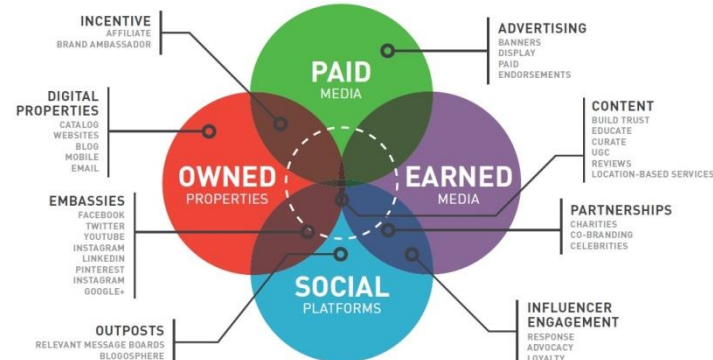 INCENTIVE
AFFILIATE
BRAND AMBASSADOR
ADVERTISING
BANNERS
DISPLAY
PAID
ENDORSEMENTS
PAID
MEDIA
DIGITAL
PROPERTIES
CATALOG
WEBSITES
BLOG
MOBILE
EMAIL
CONTENT
BUILD TRUST
EDUCATE
CURATE
UGC
REVIEWS
LOCATION-BASED SERVICES
OWNED
PROPERTIES
EARNED
MEDIA
EMBASSIES
FACEBOOK
TWITTER
YOUTUBE
INSTAGRAM
LINKEDIN
PINTEREST
INSTAGRAM
GOOGLE+
PARTNERSHIPS
CHARITIES
CO-BRANDING
CELEBRITIES
SOCIAL
PLATFORMS
OUTPOSTS
RELEVANT MESSAGE BOARDS
BLOGOSPHERE
INFLUENCER
ENGAGEMENT
RESPONSE
ADVOCACY
LOYALTY